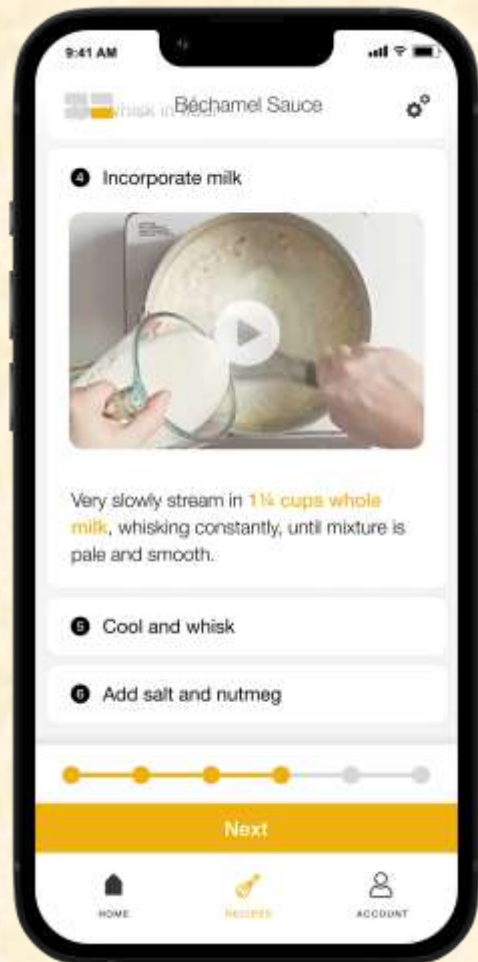 9:41 AM
Béchamel Sauce
4 Incorporate milk
Very slowly stream in 1¼ cups whole
milk, whisking constantly, until mixture is
pale and smooth.
5 Cool and whisk
6 Add salt and nutmeg
Next
HOME
RECIPES
ACCOUNT